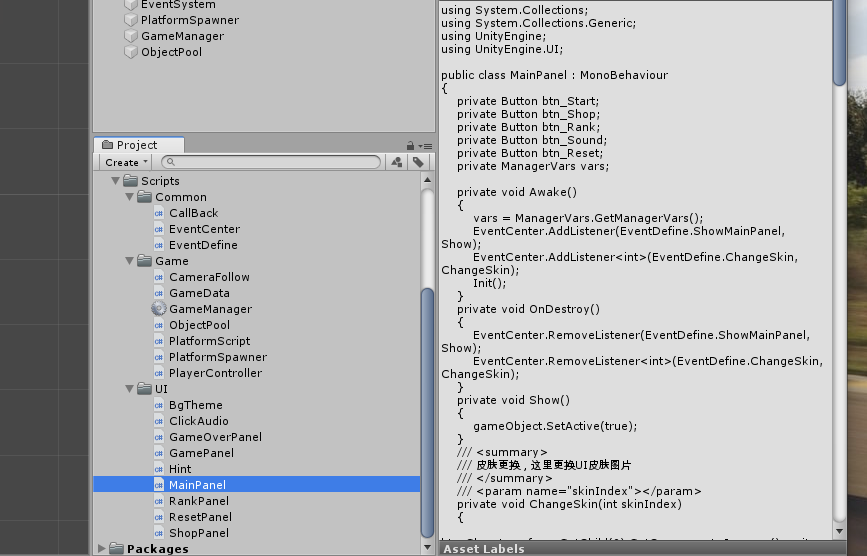 EventSystem
PlatformSpawner
GameManager
ObjectPool
Project
Create
Scripts
Common
CallBack
EventCenter
EventDefine
Game
CameraFollow
GameData
GameManager
ObjectPool
PlatformScript
PlatformSpawner
PlayerController
UI
BgTheme
ClickAudio
GameOverPanel
GamePanel
Hint
MainPanel
RankPanel
ResetPanel
ShopPanel
Packages
using System.Collections;
using System.Collections.Generic;
using UnityEngine;
using UnityEngine.UI;
public class MainPanel : MonoBehaviour
{
private Button btn_Start;
private Button btn_Shop;
private Button btn_Rank;
private Button btn_Sound;
private Button btn_Reset;
private ManagerVars vars;
private void Awake()
{
vars = ManagerVars.GetManagerVars();
EventCenter.AddListener(EventDefine.ShowMainPanel,
Show);
EventCenter.AddListener<int>(EventDefine.ChangeSkin,
ChangeSkin);
Init();
}
private void OnDestroy()
{
EventCenter.RemoveListener(EventDefine.ShowMainPanel,
Show);
EventCenter.RemoveListener<int>(EventDefine.ChangeSkin,
ChangeSkin);
}
private void Show()
{
gameObject.SetActive(true);
}
/// <summary>
/// 皮肤更换，这里更换UI皮肤图片
/// </summary>
/// <param name="skinIndex"></param>
private void ChangeSkin(int skinIndex)
{
Asset Labels